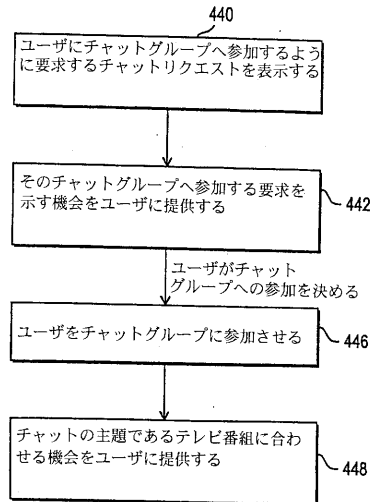 440
ユーザにチャットグループへ参加するよう
に要求するチャットリクエストを表示する
そのチャットグループへ参加する要求を
示す機会をユーザに提供する
442
ユーザがチャット
グループへの参加を決める
ユーザをチャットグループに参加させる
446
チャットの主題であるテレビ番組に合わ
せる機会をユーザに提供する
448